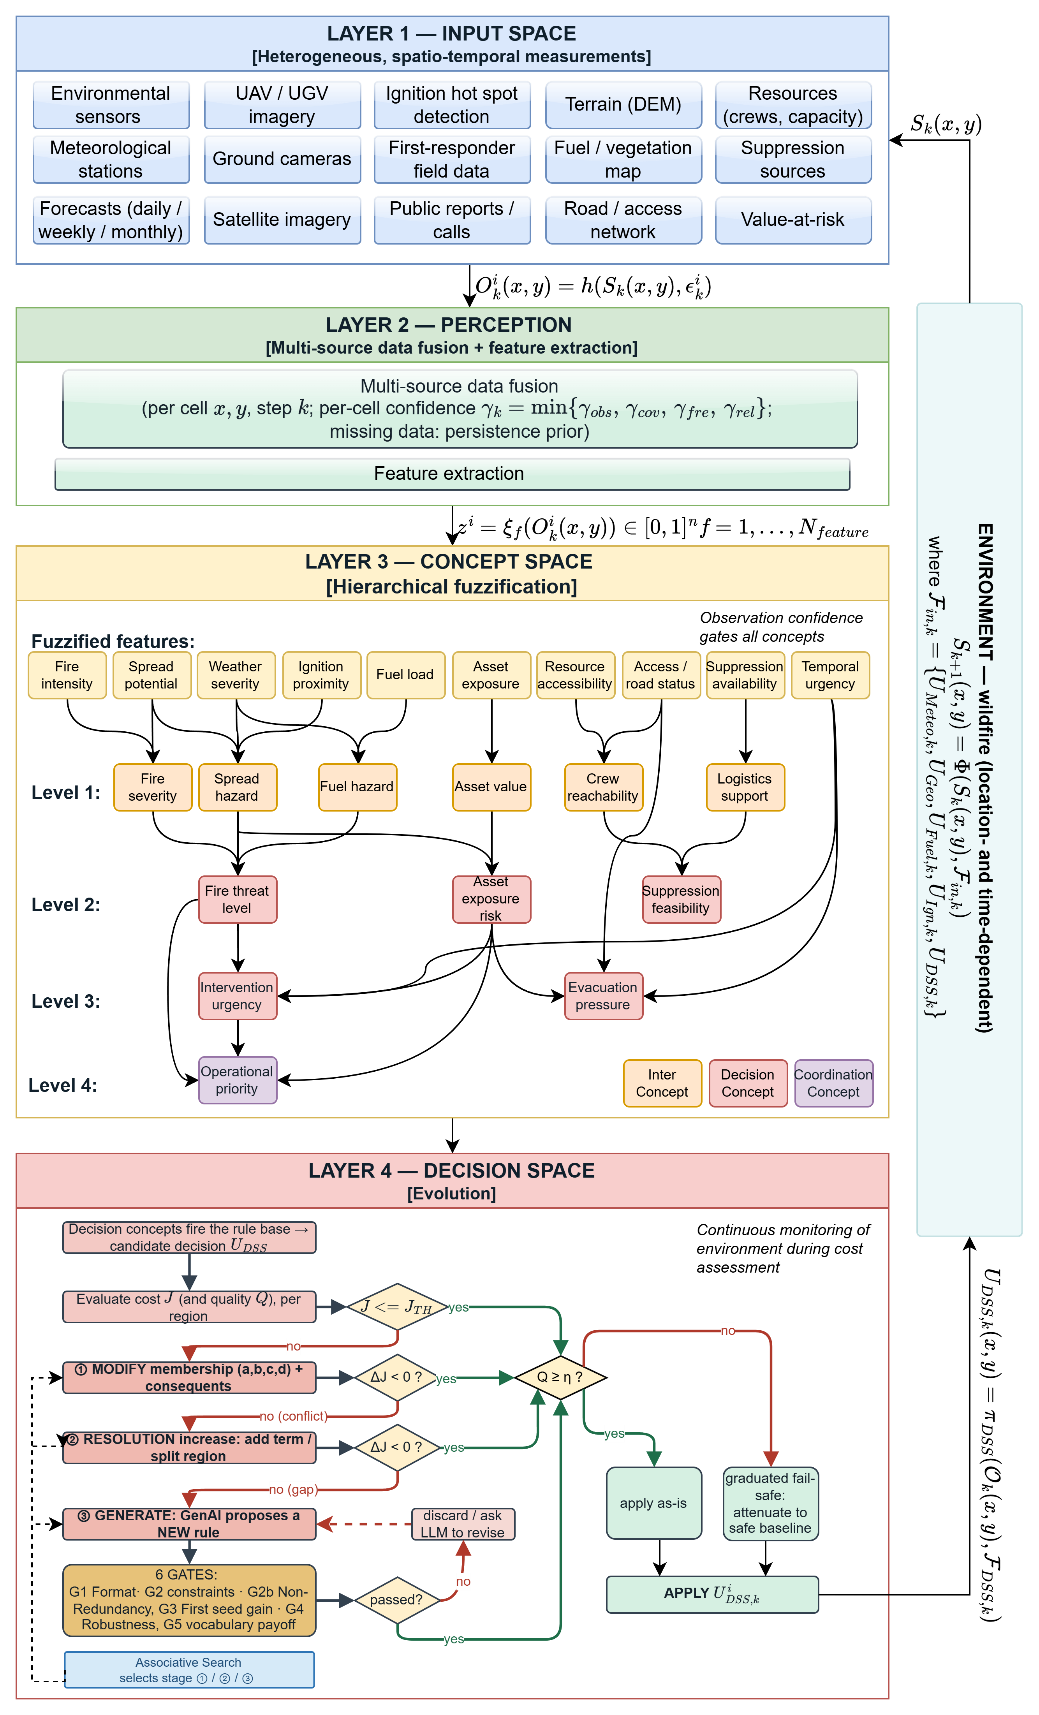 LAYER 1 — INPUT SPACE
[Heterogeneous, spatio-temporal measurements]
Environmental
sensors
UAV / UGV
imagery
Ignition hot spot
detection
Terrain (DEM)
Resources
(crews, capacity)
Meteorological
stations
Ground cameras
First-responder
field data
Fuel / vegetation
map
Suppression
sources
Forecasts (daily /
weekly / monthly)
Satellite imagery
Public reports /
calls
Road / access
network
Value-at-risk
S_k(x, y)
O_k^i(x, y) = h(S_k(x, y), ϵ_k^i)
LAYER 2 — PERCEPTION
[Multi-source data fusion + feature extraction]
Multi-source data fusion
(per cell x, y, step k; per-cell confidence γ_k = min{γ_obs, γ_cov, γ_fre, γ_rel};
missing data: persistence prior)
Feature extraction
z^i = ξ_f(O_k^i(x, y)) ∈ [0, 1]^n f = 1, . . . , N_feature
LAYER 3 — CONCEPT SPACE
[Hierarchical fuzzification]
Observation confidence
gates all concepts
Fuzzified features:
Fire
intensity
Spread
potential
Weather
severity
Ignition
proximity
Fuel load
Asset
exposure
Resource
accessibility
Access /
road status
Suppression
availability
Temporal
urgency
Level 1:
Fire
severity
Spread
hazard
Fuel hazard
Asset value
Crew
reachability
Logistics
support
Level 2:
Fire threat
level
Asset
exposure
risk
Suppression
feasibility
Level 3:
Intervention
urgency
Evacuation
pressure
Level 4:
Operational
priority
Inter
Concept
Decision
Concept
Coordination
Concept
ENVIRONMENT — wildfire (location- and time-dependent)
S_{k+1}(x, y) = Φ(S_k(x, y), F_{in,k})
where F_{in,k} = {U_{Meteo,k}, U_{Geo,k}, U_{Fuel,k}, U_{Ign,k}, U_{DSS,k}}
LAYER 4 — DECISION SPACE
[Evolution]
Decision concepts fire the rule base →
candidate decision U_DSS
Continuous monitoring of
environment during cost
assessment
Evaluate cost J (and quality Q), per
region
J <= J_TH
yes
no
no
① MODIFY membership (a,b,c,d) +
consequents
ΔJ < 0 ?
yes
Q ≥ η ?
no (conflict)
② RESOLUTION increase: add term /
split region
ΔJ < 0 ?
yes
yes
no (gap)
apply as-is
graduated fail-
safe:
attenuate to
safe baseline
③ GENERATE: GenAI proposes a
NEW rule
discard / ask
LLM to revise
6 GATES:
G1 Format· G2 constraints · G2b Non-
Redundancy, G3 First seed gain · G4
Robustness, G5 vocabulary payoff
passed?
no
yes
APPLY U_{DSS,k}^i
Associative Search
selects stage ① / ② / ③
U_{DSS,k}(x, y) = π_DSS(O_k(x, y), F_{DSS,k})